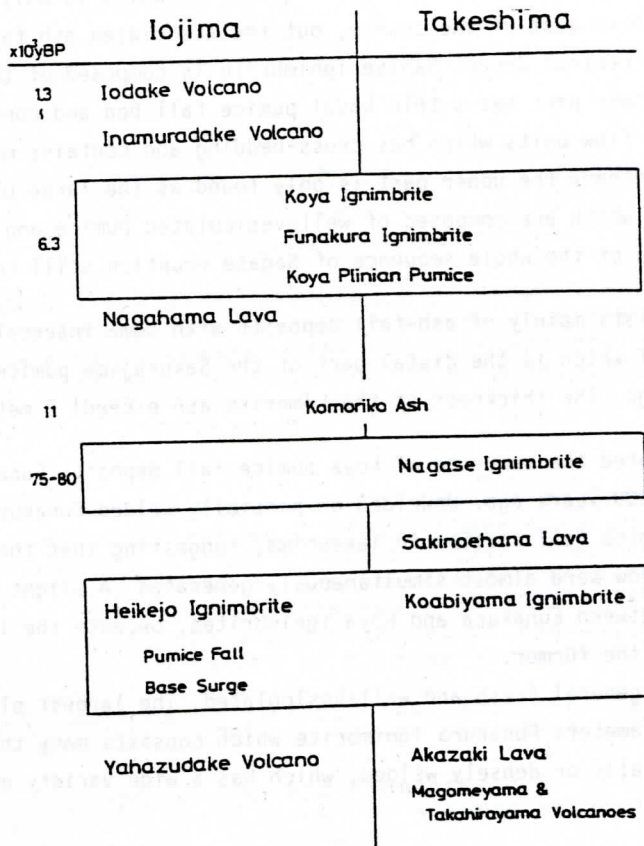 Iojima Takeshima
x10³yBP
1.3 Iodake Volcano
Inamuradake Volcano
Koya Ignimbrite
6.3 Funakura Ignimbrite
Koya Plinian Pumice
Nagahama Lava
11 Komoriko Ash
75-80 Nagase Ignimbrite
Sakinoehana Lava
Heikejo Ignimbrite Koabiyama Ignimbrite
Pumice Fall
Base Surge
Yahazudake Volcano Akazaki Lava
Magomeyama &
Takahirayama Volcanoes